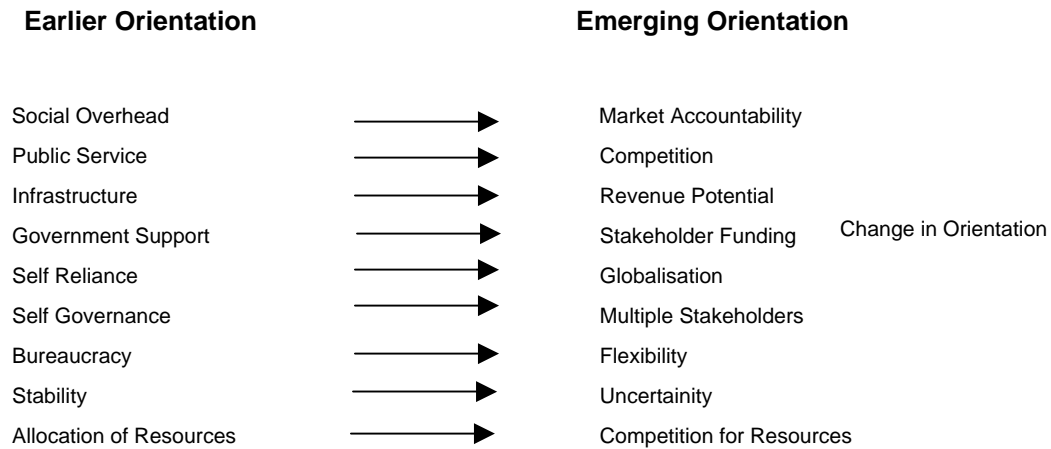 Earlier Orientation Emerging Orientation
Social Overhead Market Accountability
Public Service Competition
Infrastructure Revenue Potential
Government Support Stakeholder Funding Change in Orientation
Self Reliance Globalisation
Self Governance Multiple Stakeholders
Bureaucracy Flexibility
Stability Uncertainity
Allocation of Resources Competition for Resources